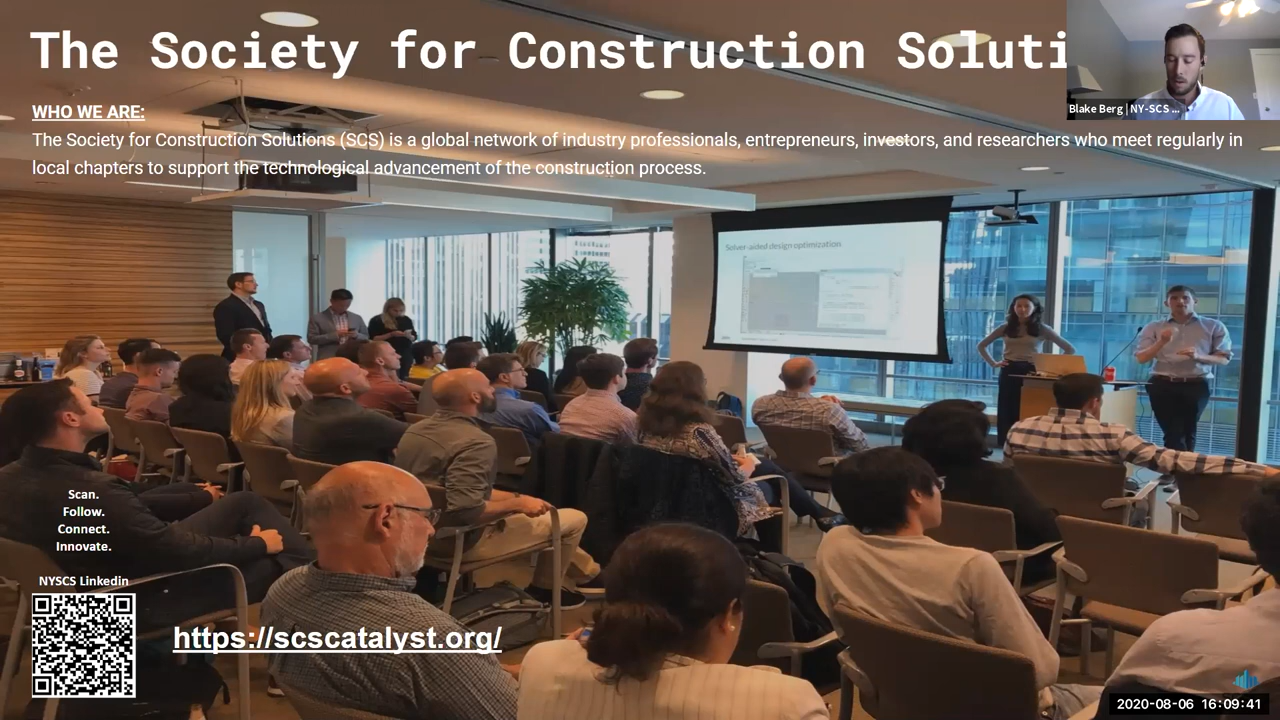 The Society for Construction Soluti
Blake Berg | NY-SCS ...
WHO WE ARE:
The Society for Construction Solutions (SCS) is a global network of industry professionals, entrepreneurs, investors, and researchers who meet regularly in
local chapters to support the technological advancement of the construction process.
Solver-aided design optimization
Scan.
Follow.
Connect.
Innovate.
NYSCS Linkedin
https://scscatalyst.org/
2020-08-06 16:09:41